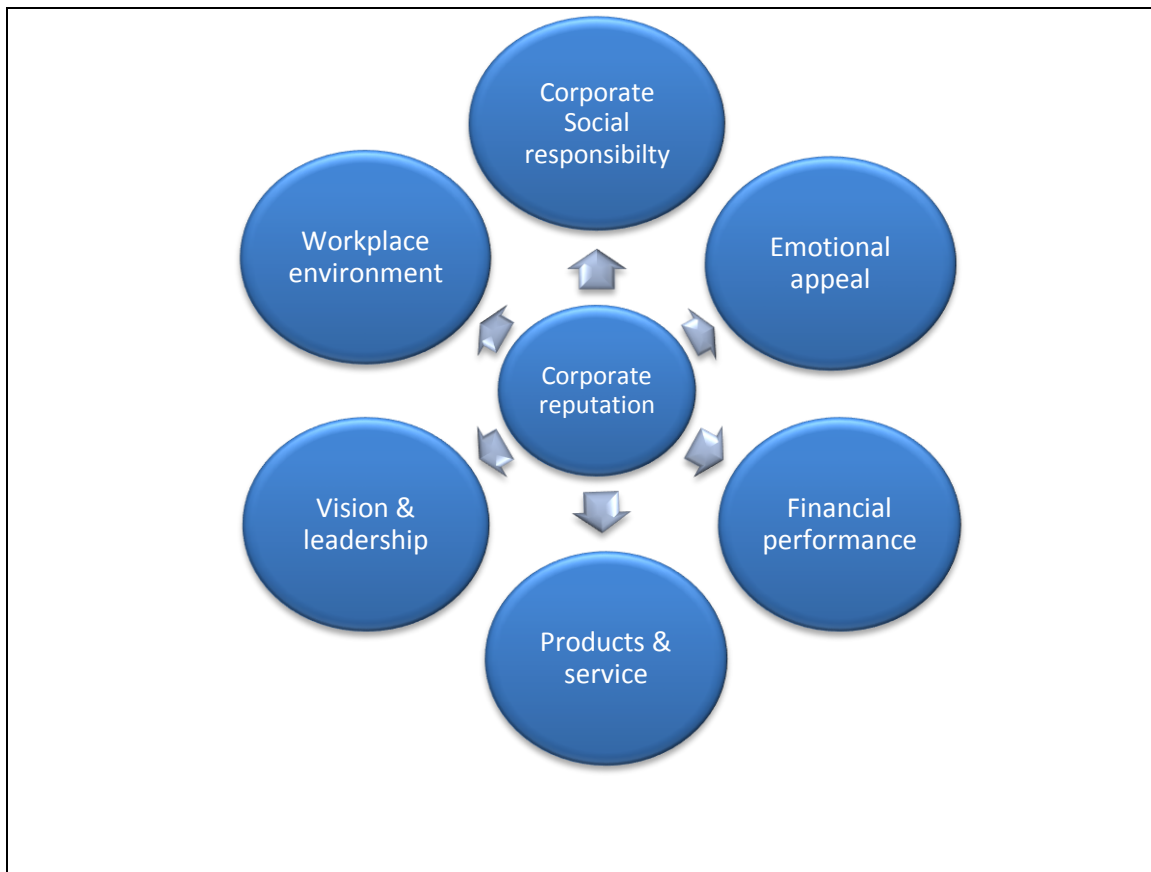 Corporate
Social
responsibilty
Workplace
environment
Emotional
appeal
Corporate
reputation
Vision &
leadership
Financial
performance
Products &
service